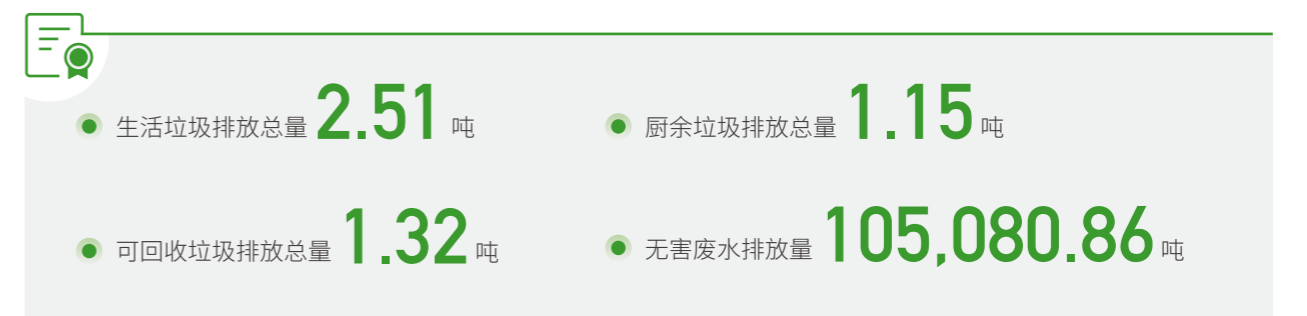 生活垃圾排放总量 2.51 吨
厨余垃圾排放总量 1.15 吨
可回收垃圾排放总量 1.32 吨
无害废水排放量 105,080.86 吨